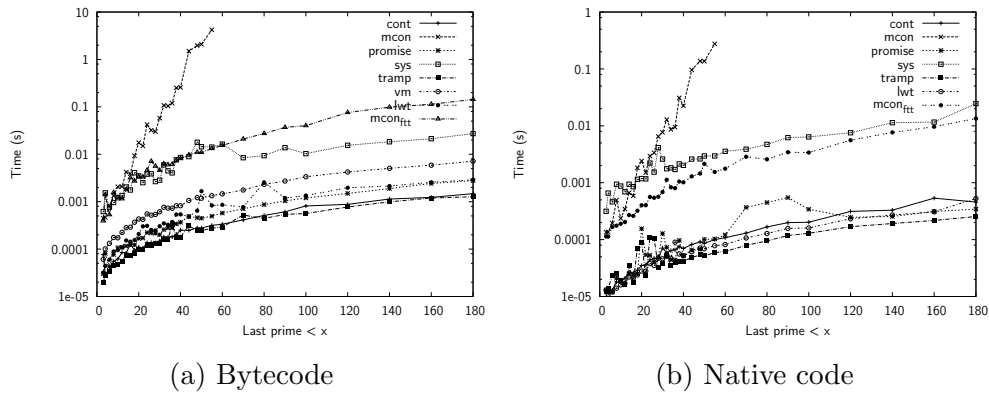 10
1
0.1
0.01
0.001
0.0001
1e-05
Time (s)
0 20 40 60 80 100 120 140 160 180
Last prime < x
cont
mcon
promise
sys
tramp
vm
lwt
mcon_ftt
(a) Bytecode
1
0.1
0.01
0.001
0.0001
1e-05
Time (s)
0 20 40 60 80 100 120 140 160 180
Last prime < x
cont
mcon
promise
sys
tramp
lwt
mcon_ftt
(b) Native code